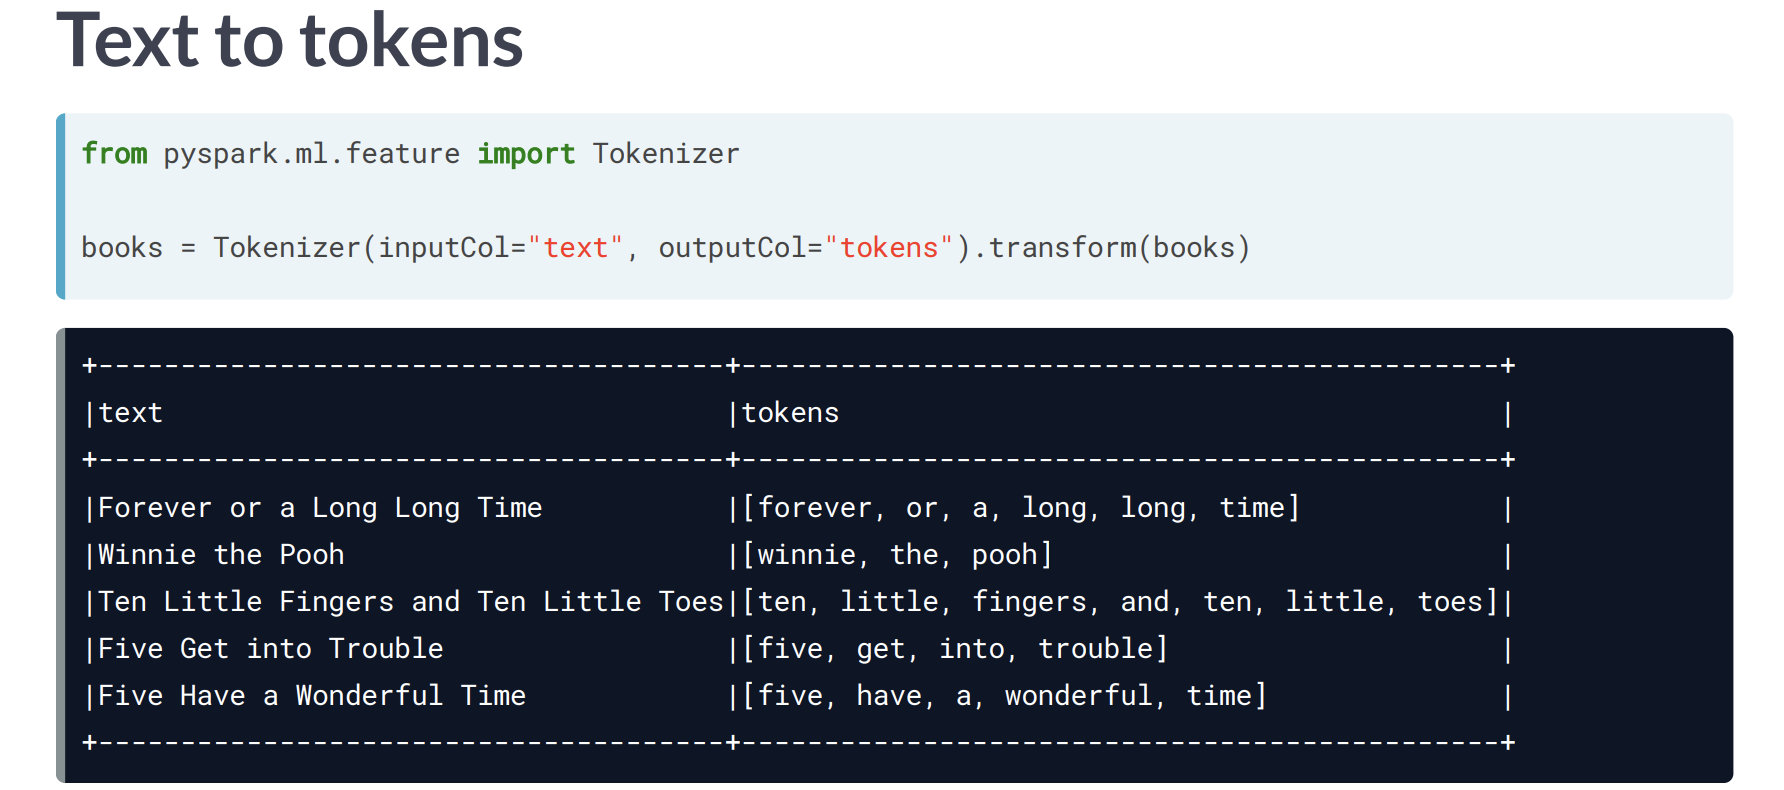 Text to tokens
from pyspark.ml.feature import Tokenizer
books = Tokenizer(inputCol="text", outputCol="tokens").transform(books)
+--------------------------------------+----------------------------------------------+
|text                                  |tokens                                        |
+--------------------------------------+----------------------------------------------+
|Forever or a Long Long Time           |[forever, or, a, long, long, time]            |
|Winnie the Pooh                       |[winnie, the, pooh]                           |
|Ten Little Fingers and Ten Little Toes|[ten, little, fingers, and, ten, little, toes]|
|Five Get into Trouble                 |[five, get, into, trouble]                    |
|Five Have a Wonderful Time            |[five, have, a, wonderful, time]              |
+--------------------------------------+----------------------------------------------+